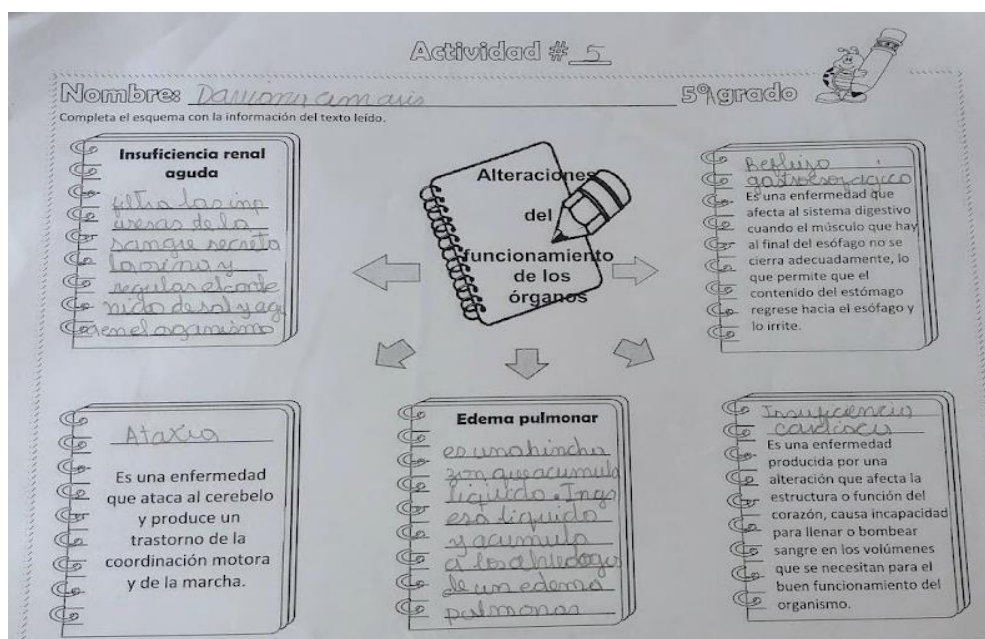 Actividad # 5
Nombre: 5º grado
Completa el esquema con la información del texto leído.
Insuficiencia renal
aguda
filtra las imp
uresas de la
sangre secreta
la orina y
regulas el conte
nido de sal y ag
en el
Alteraciones
del
funcionamiento
de los
órganos
Reflujo
gastroesofagico
Es una enfermedad que
afecta al sistema digestivo
cuando el músculo que hay
al final del esófago no se
cierra adecuadamente, lo
que permite que el
contenido del estómago
regrese hacia el esófago y
lo irrite.
Ataxia
Es una enfermedad
que ataca al cerebelo
y produce un
trastorno de la
coordinación motora
y de la marcha.
Edema pulmonar
es una hincha
zon que acumula
liquido.
liquido
y acumula
a
de un edema
pulmonar
Insuficiencia
cardiaca
Es una enfermedad
producida por una
alteración que afecta la
estructura o función del
corazón, causa incapacidad
para llenar o bombear
sangre en los volúmenes
que se necesitan para el
buen funcionamiento del
organismo.